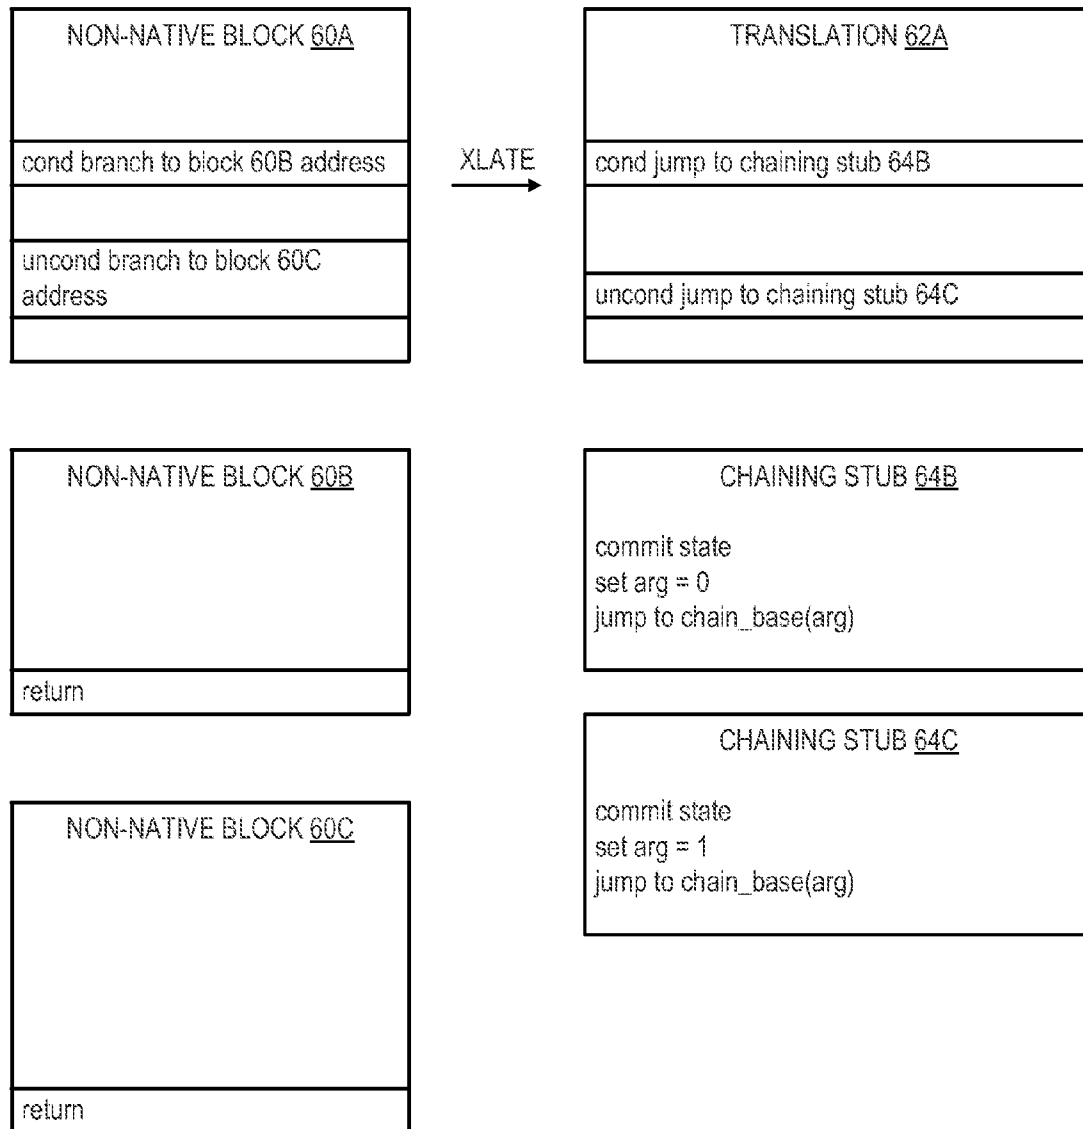 NON-NATIVE BLOCK 60A
cond branch to block 60B address
uncond branch to block 60C
address
XLATE
TRANSLATION 62A
cond jump to chaining stub 64B
uncond jump to chaining stub 64C
NON-NATIVE BLOCK 60B
return
CHAINING STUB 64B
commit state
set arg = 0
jump to chain_base(arg)
CHAINING STUB 64C
commit state
set arg = 1
jump to chain_base(arg)
NON-NATIVE BLOCK 60C
return